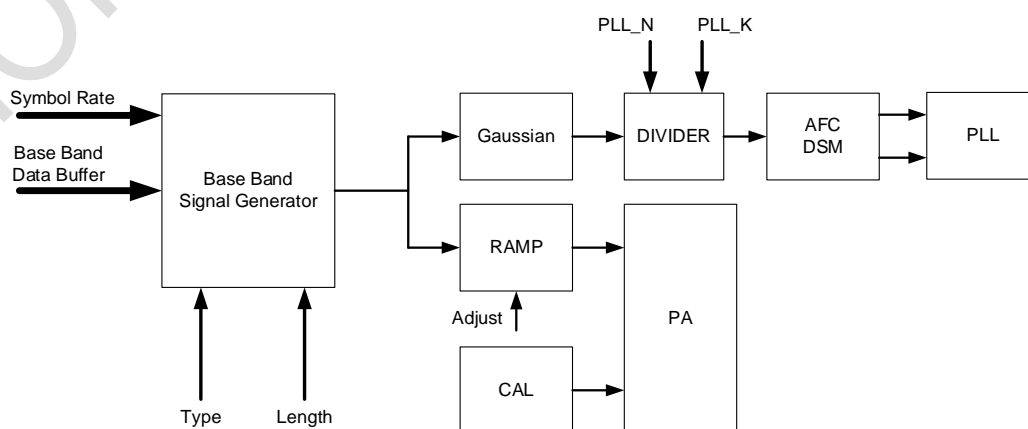 PLL_N
PLL_K
Symbol Rate
Base Band
Data Buffer
Base Band
Signal Generator
Gaussian
DIVIDER
AFC
DSM
PLL
RAMP
Adjust
PA
CAL
Type
Length